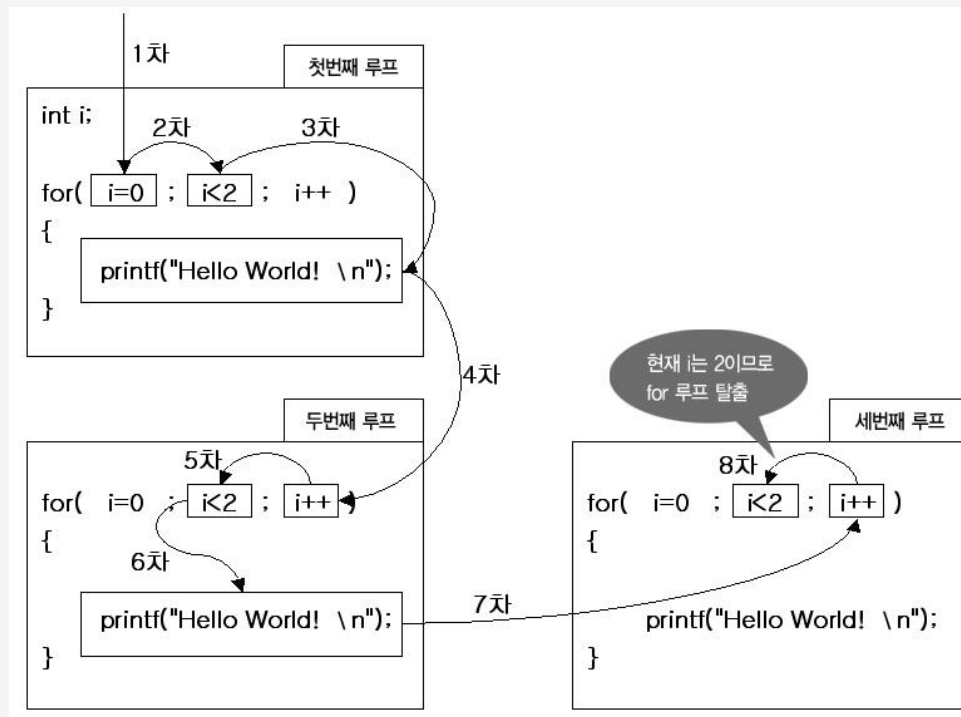 1차
첫번째 루프
int i;
2차
3차
for( i=0 ; i<2 ; i++ )
{
printf("Hello World! \n");
}
4차
현재 i는 2이므로
for 루프 탈출
두번째 루프
5차
for( i=0 ; i<2 ; i++ )
{
6차
printf("Hello World! \n");
}
7차
세번째 루프
8차
for( i=0 ; i<2 ; i++ )
{
printf("Hello World! \n");
}